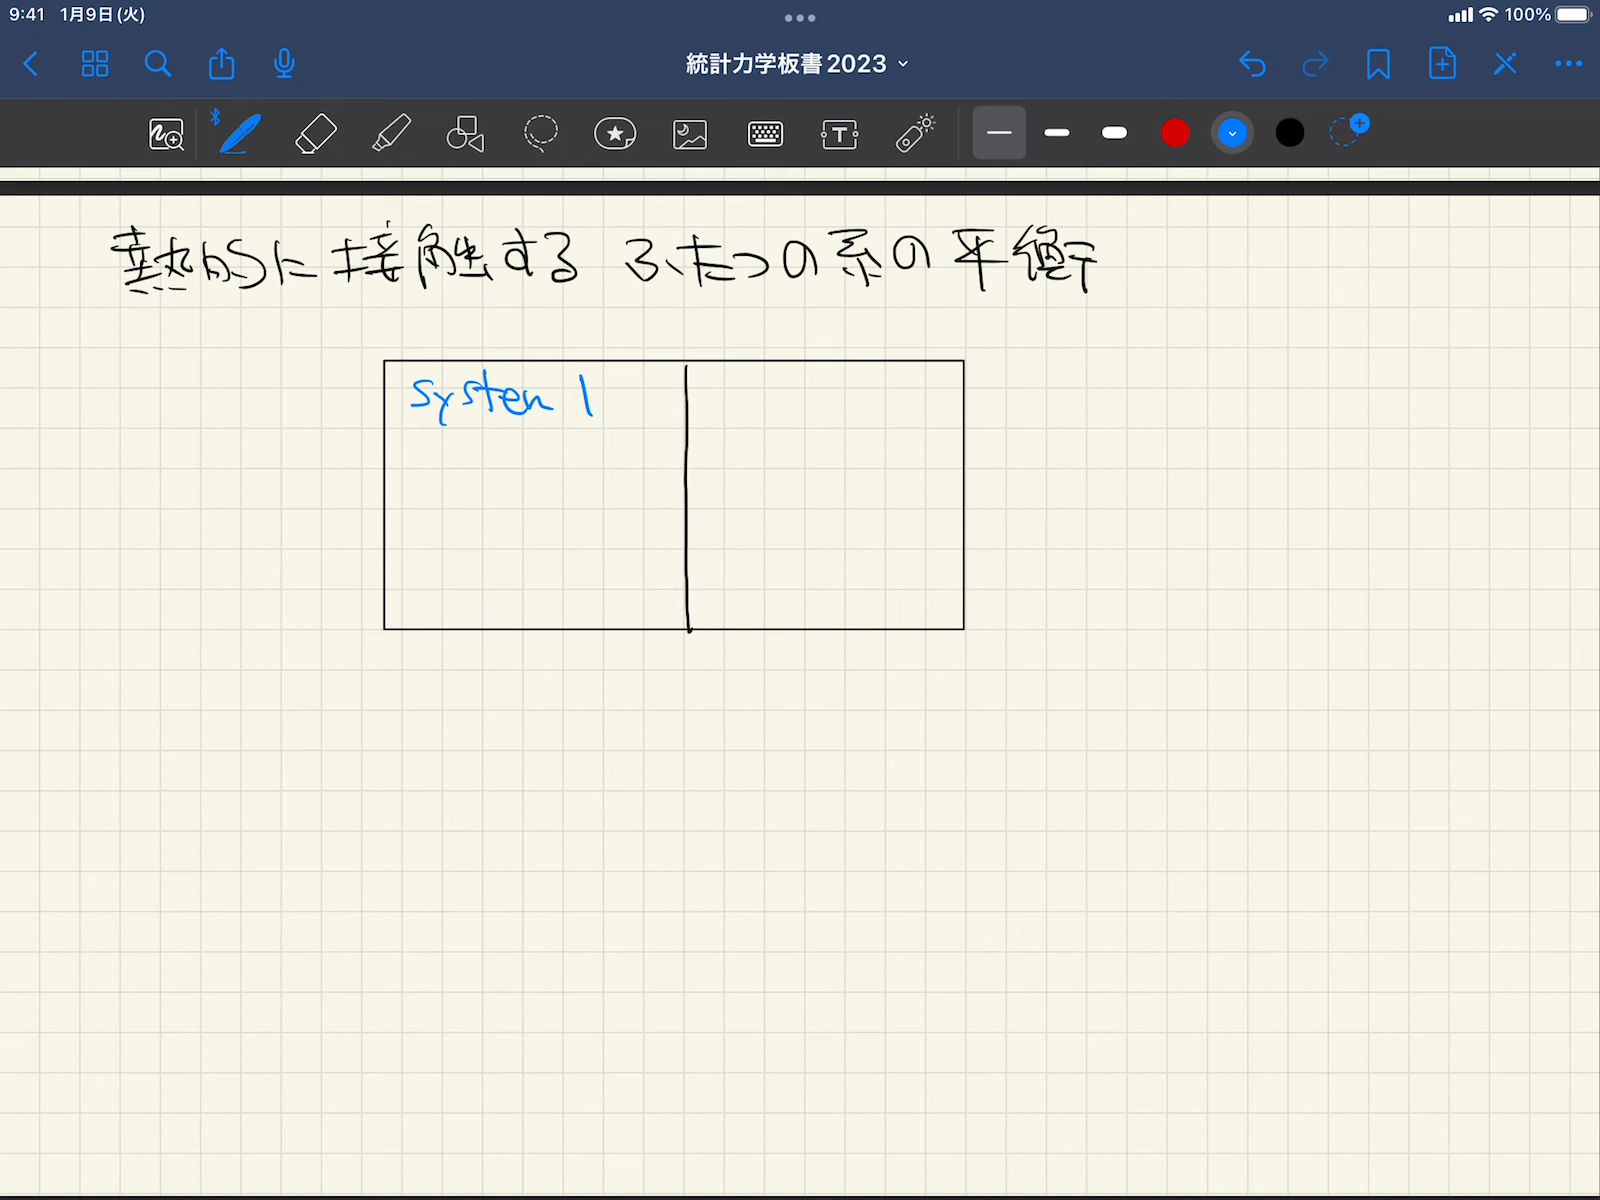 9:41 1月9日(火)
100%
統計力学板書2023
T
熱的に接触する ふたつの系の平衡
System 1